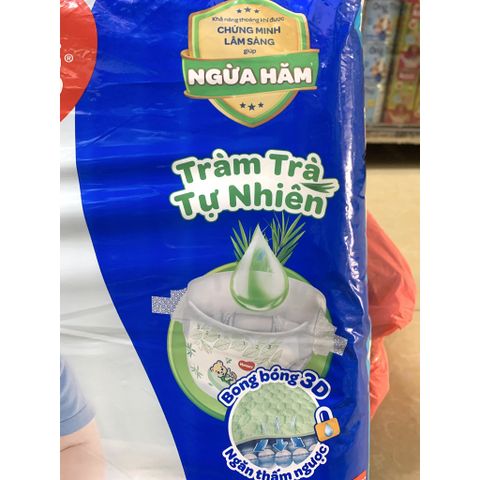 Khả năng thoáng khí được
CHỨNG MINH
LÂM SÀNG
giúp
NGỪA HĂM
Tràm Trà
Tự Nhiên
Bong bóng 3D
Ngăn thấm ngược